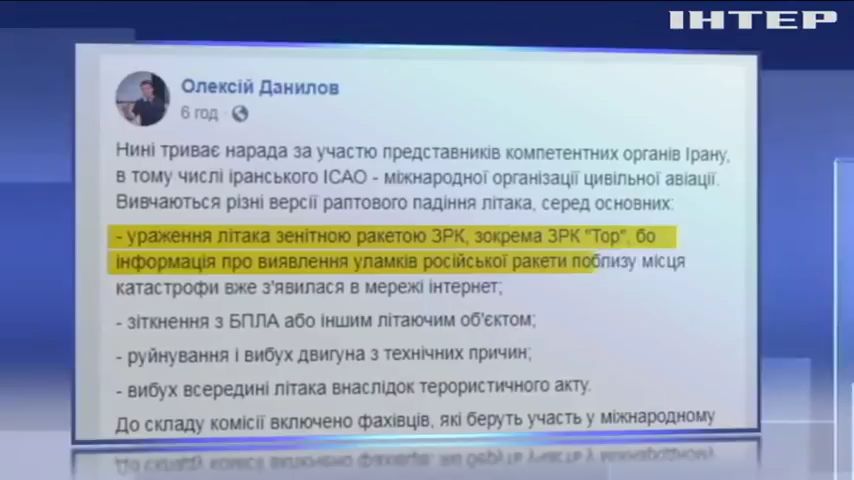 ІНТЕР
Олексій Данилов
6 год ·
Нині триває нарада за участю представників компетентних органів Ірану,
в тому числі іранського ІСАО - міжнародної організації цивільної авіації.
Вивчаються різні версії раптового падіння літака, серед основних:
- ураження літака зенітною ракетою ЗРК, зокрема ЗРК "Тор", бо
інформація про виявлення уламків російської ракети поблизу місця
катастрофи вже з'явилася в мережі інтернет;
- зіткнення з БПЛА або іншим літаючим об'єктом;
- руйнування і вибух двигуна з технічних причин;
- вибух всередині літака внаслідок терористичного акту.
До складу комісії включено фахівців, які беруть участь у міжнародному